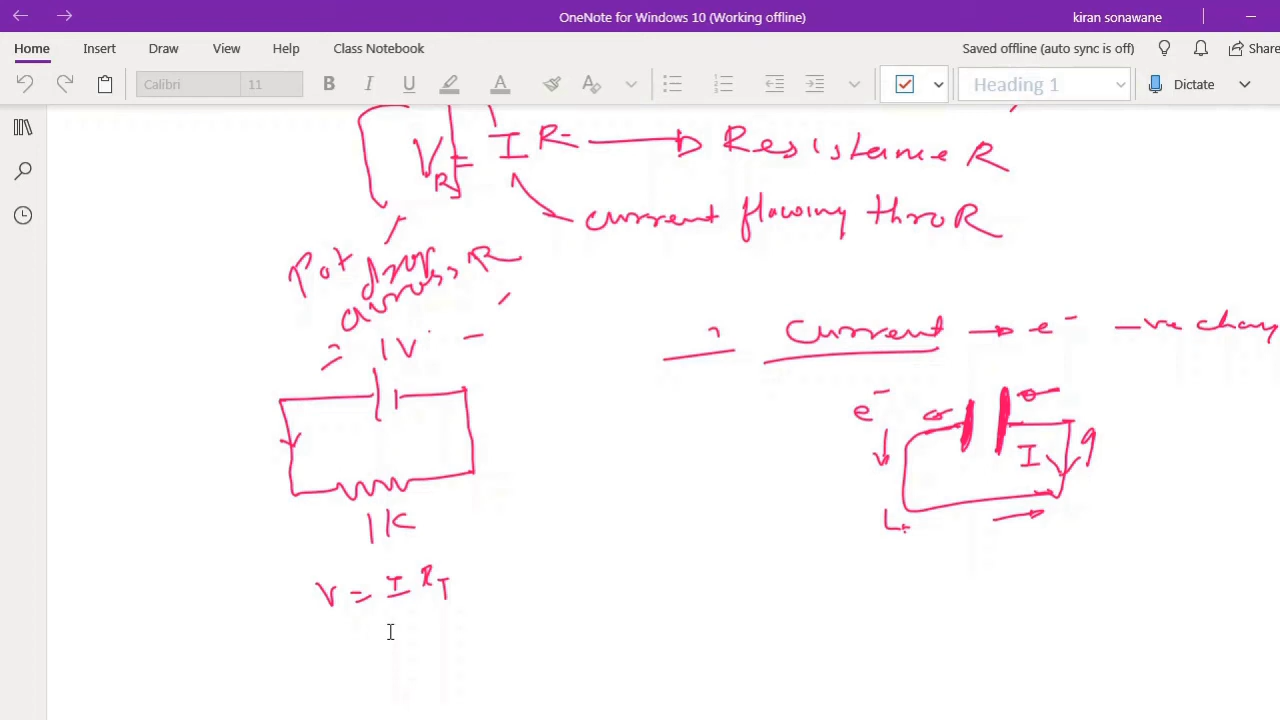 OneNote for Windows 10 (Working offline)
kiran sonawane
Home Insert Draw View Help Class Notebook
Saved offline (auto sync is off)
Share
Calibri 11
B I U
A
Heading 1
Dictate
V_R = I R → Resistance R
current flowing thro R
Pot drop
across R
1V
Current → e⁻ -ve charg
e⁻
I
1K
V = I R_T